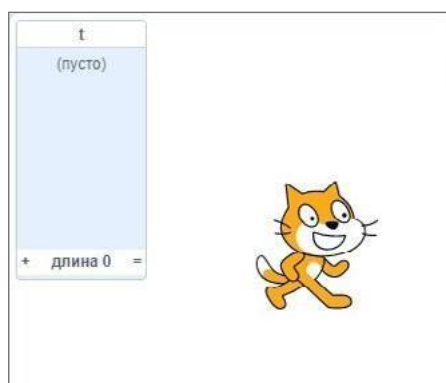 t
(пусто)
+ длина 0 =